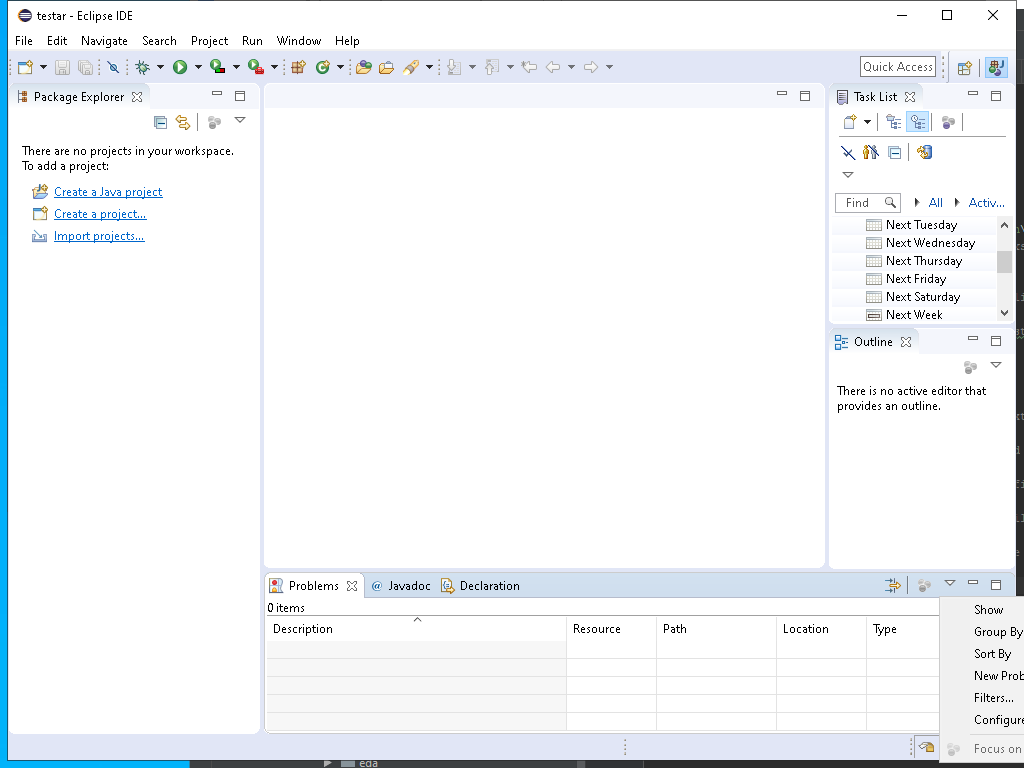 testar - Eclipse IDE
File Edit Navigate Search Project Run Window Help
Quick Access
Package Explorer
There are no projects in your workspace.
To add a project:
Create a Java project
Create a project...
Import projects...
Task List
Find All Activ...
Next Tuesday
Next Wednesday
Next Thursday
Next Friday
Next Saturday
Next Week
Outline
There is no active editor that
provides an outline.
Problems @ Javadoc Declaration
0 items
Description Resource Path Location Type
Show
Group By
Sort By
New Prob
Filters...
Configure
Focus on
eda